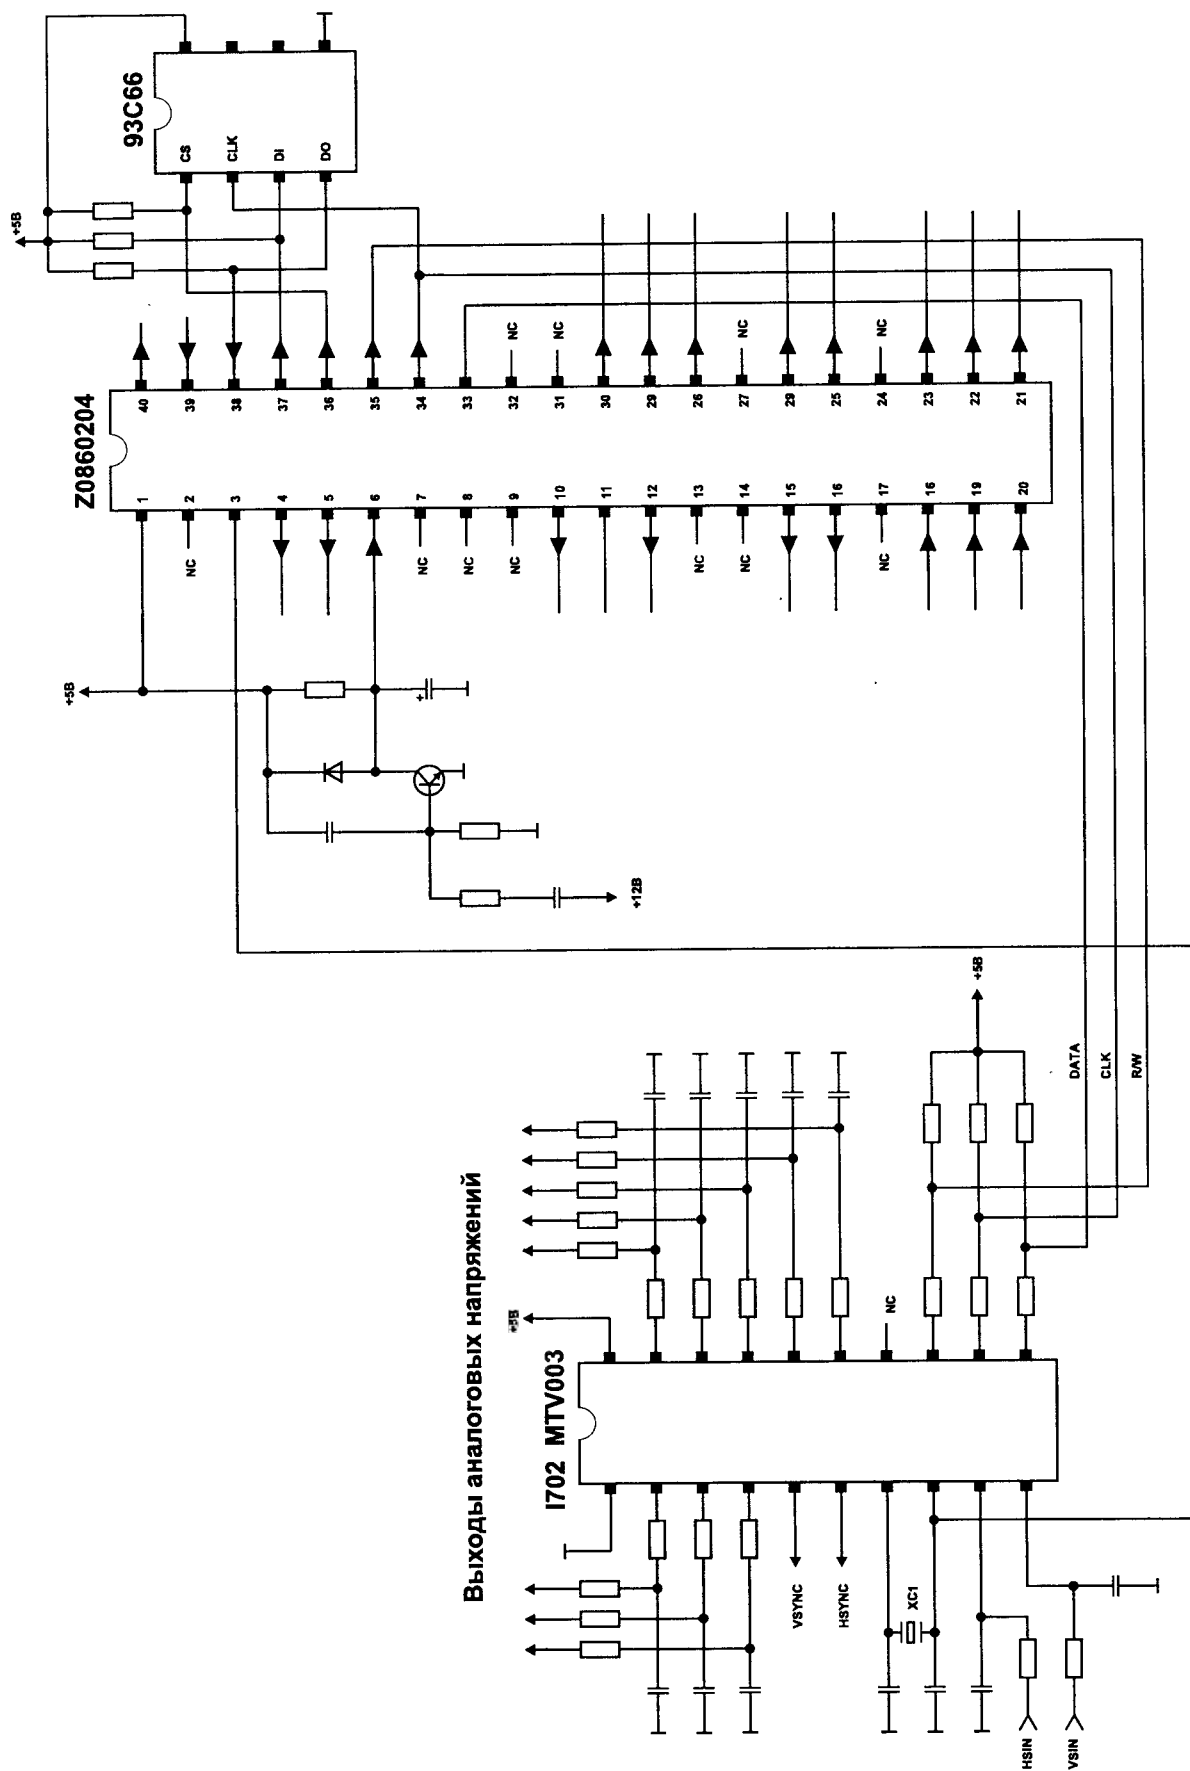 93C66
CS
CLK
DI
DO
+5В
Z0860204
1
2
3
4
5
6
7
8
9
10
11
12
13
14
15
16
17
16
19
20
40
39
38
37
36
35
34
33
32
31
30
29
26
27
29
25
24
23
22
21
NC
NC
NC
NC
NC
NC
NC
NC
NC
NC
NC
+5В
+12В
+5В
DATA
CLK
R/W
Выходы аналоговых напряжений
+5В
I702 MTV003
NC
VSYNC
HSYNC
XC1
HSIN
VSIN